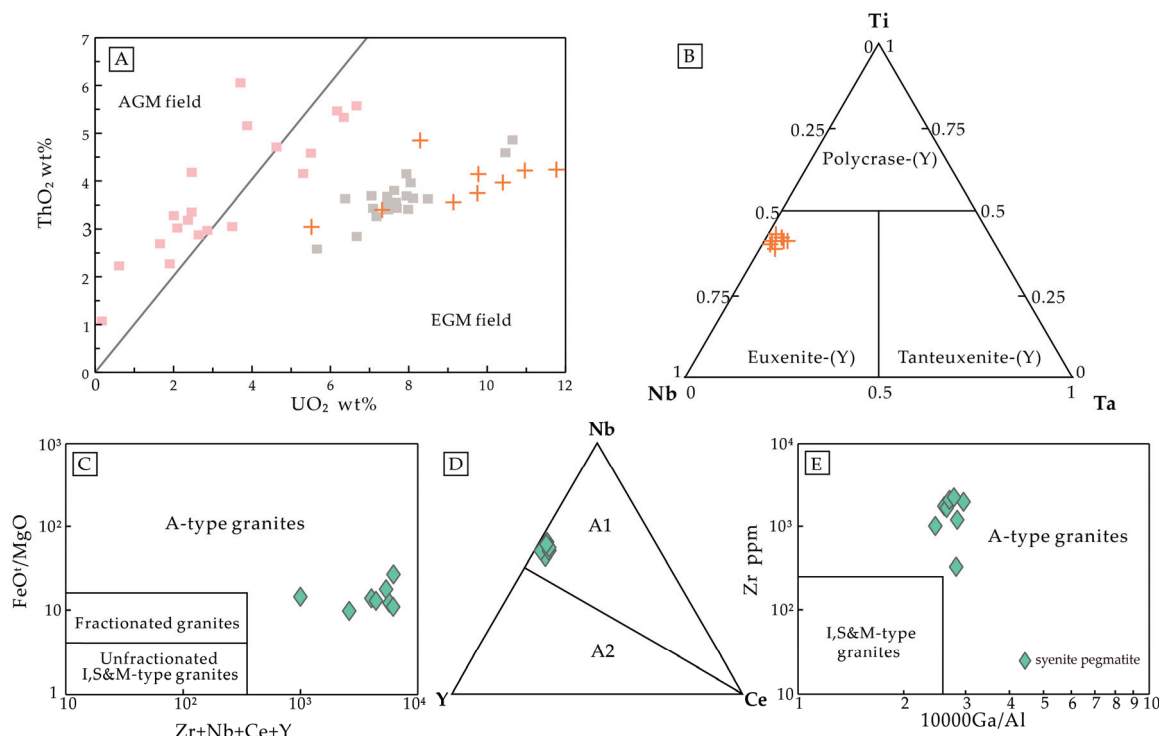 A
AGM field
EGM field
ThO₂ wt%
7
6
5
4
3
2
1
0
0 2 4 6 8 10 12
UO₂ wt%
B
Ti
0 1
0.25 0.75
Polycrase-(Y)
0.5 0.5
0.75 0.25
Euxenite-(Y) Tanteuxenite-(Y)
1 0
Nb 0 0.5 1 Ta
C
FeOᵗ/MgO
10³
10²
10
1
A-type granites
Fractionated granites
Unfractionated
I,S&M-type granites
10 10² 10³ 10⁴
Zr+Nb+Ce+Y
D
Nb
A1
A2
Y Ce
E
Zr ppm
10⁴
10³
10²
10
A-type granites
I,S&M-type
granites
syenite pegmatite
1 2 3 4 5 6 7 8 9 10
10000Ga/Al